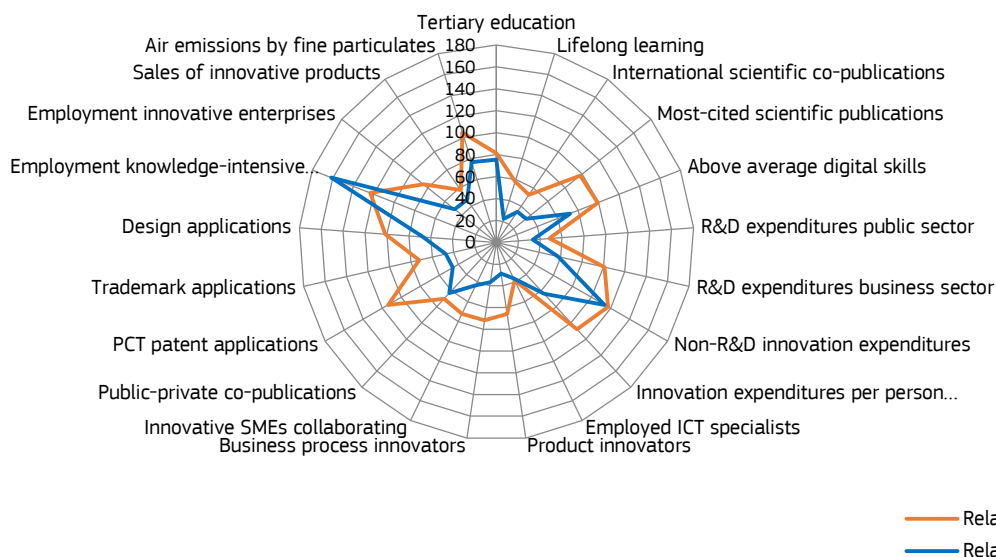 Tertiary education
Lifelong learning
International scientific co-publications
Most-cited scientific publications
Above average digital skills
R&D expenditures public sector
R&D expenditures business sector
Non-R&D innovation expenditures
Innovation expenditures per person...
Employed ICT specialists
Product innovators
Business process innovators
Innovative SMEs collaborating
Public-private co-publications
PCT patent applications
Trademark applications
Design applications
Employment knowledge-intensive...
Employment innovative enterprises
Sales of innovative products
Air emissions by fine particulates
180
160
140
120
100
80
60
40
20
0
Rela
Rela